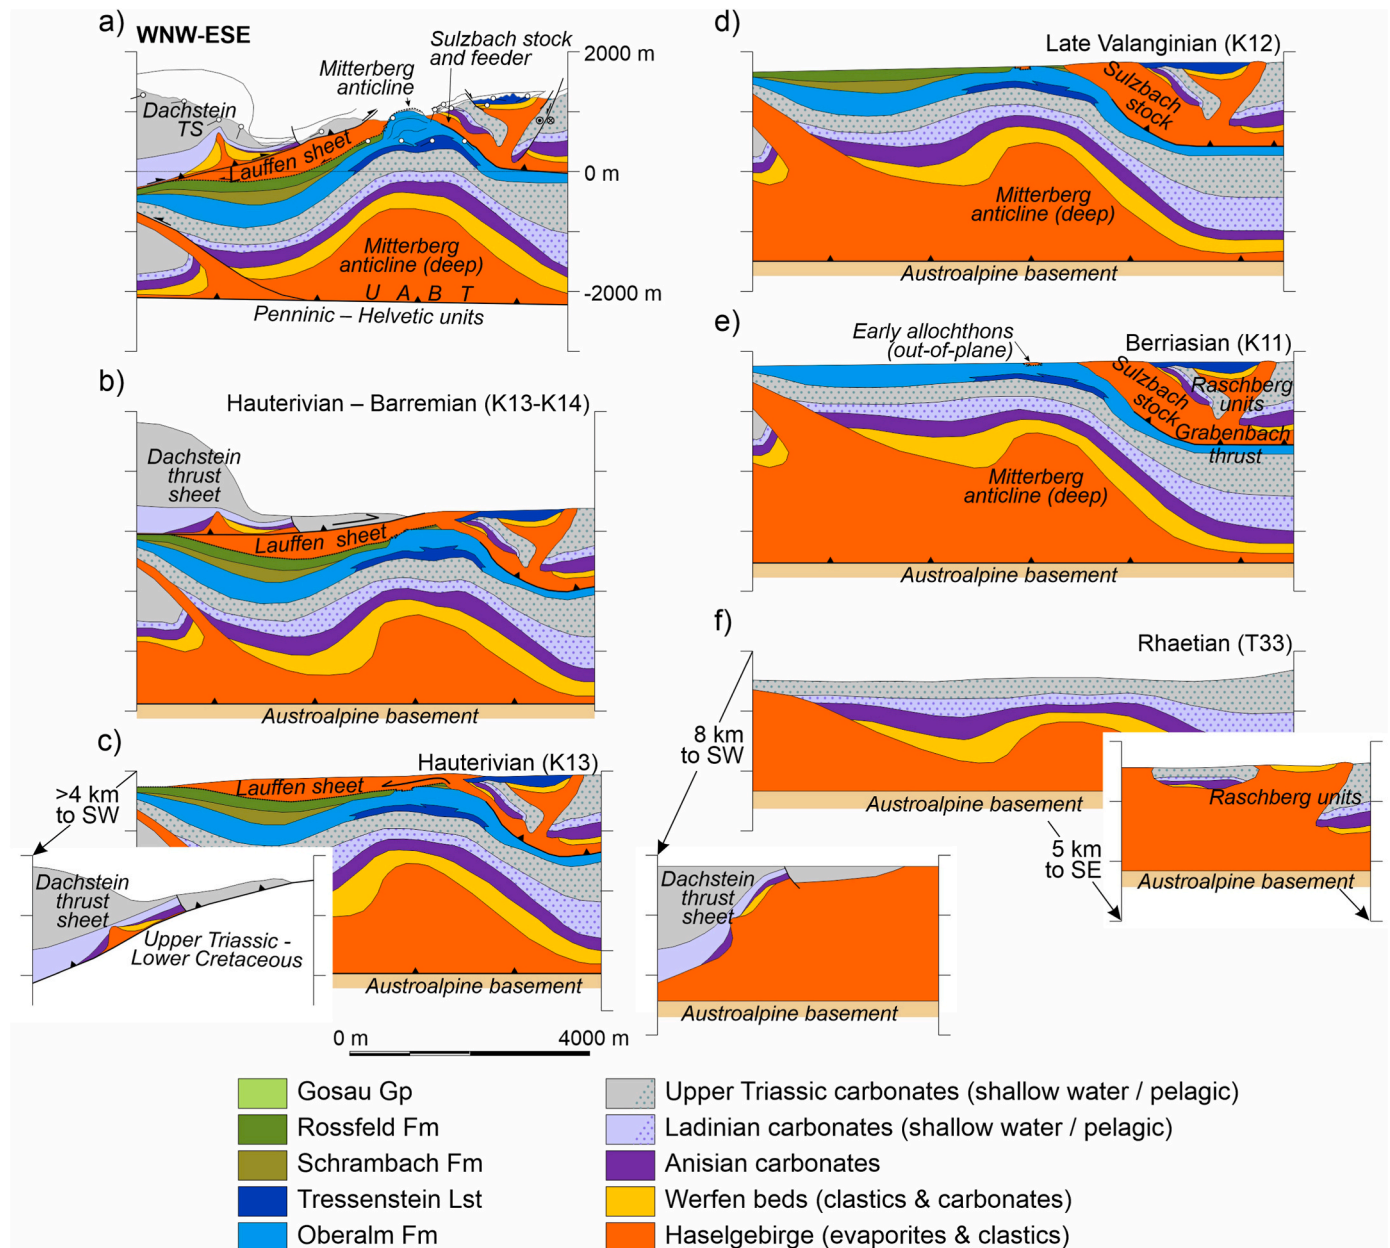 a)
WNW-ESE
Dachstein
TS
Mitterberg
anticline
Sulzbach stock
and feeder
2000 m
Lauffen sheet
0 m
Mitterberg
anticline (deep)
U A B T
-2000 m
Penninic – Helvetic units
b)
Hauterivian – Barremian (K13-K14)
Dachstein
thrust
sheet
Lauffen sheet
Austroalpine basement
c)
Hauterivian (K13)
Lauffen sheet
>4 km
to SW
Dachstein
thrust
sheet
Upper Triassic -
Lower Cretaceous
Austroalpine basement
0 m
4000 m
d)
Late Valanginian (K12)
Sulzbach
stock
Mitterberg
anticline (deep)
Austroalpine basement
e)
Early allochthons
(out-of-plane)
Berriasian (K11)
Sulzbach
stock
Raschberg
units
Grabenbach
thrust
Mitterberg
anticline (deep)
Austroalpine basement
f)
Rhaetian (T33)
8 km
to SW
Austroalpine basement
5 km
to SE
Raschberg units
Austroalpine basement
Dachstein
thrust
sheet
Austroalpine basement
Gosau Gp
Rossfeld Fm
Schrambach Fm
Tressenstein Lst
Oberalm Fm
Upper Triassic carbonates (shallow water / pelagic)
Ladinian carbonates (shallow water / pelagic)
Anisian carbonates
Werfen beds (clastics & carbonates)
Haselgebirge (evaporites & clastics)